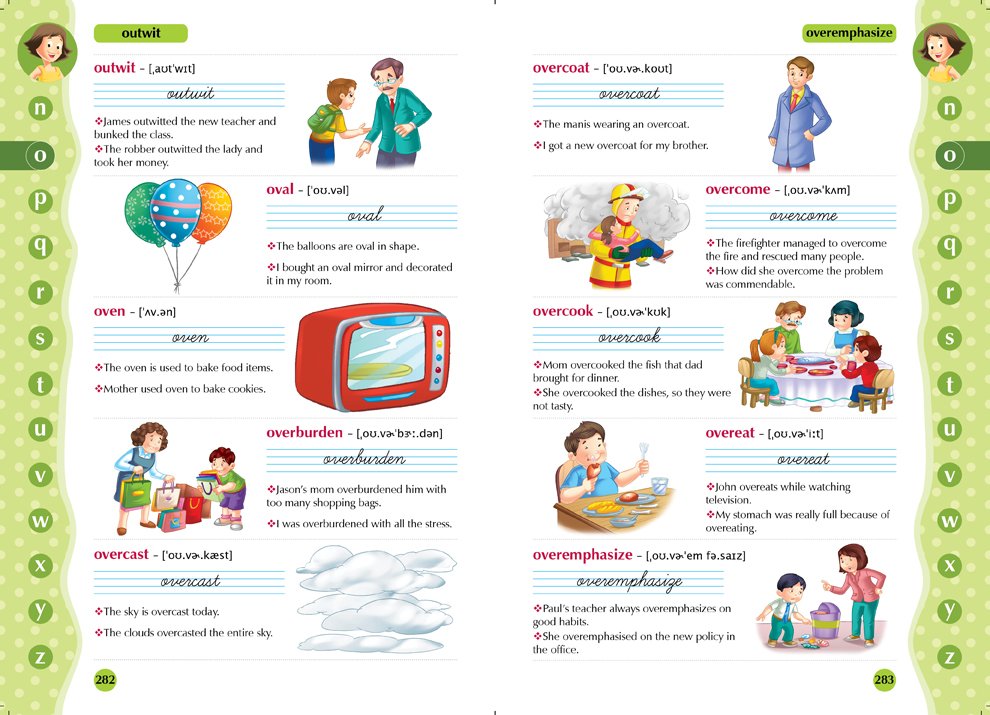 outwit
n
o
p
q
r
s
t
u
v
w
x
y
z
outwit – [ˌaʊtˈwɪt]
outwit
❖James outwitted the new teacher and
bunked the class.
❖The robber outwitted the lady and
took her money.
oval – [ˈoʊ.vəl]
oval
❖The balloons are oval in shape.
❖I bought an oval mirror and decorated
it in my room.
oven – [ˈʌv.ən]
oven
❖The oven is used to bake food items.
❖Mother used oven to bake cookies.
overburden – [ˌoʊ.vɚˈbɝː.dən]
overburden
❖Jason's mom overburdened him with
too many shopping bags.
❖I was overburdened with all the stress.
overcast – [ˈoʊ.vɚ.kæst]
overcast
❖The sky is overcast today.
❖The clouds overcasted the entire sky.
282
overemphasize
overcoat – [ˈoʊ.vɚ.koʊt]
overcoat
❖The manis wearing an overcoat.
❖I got a new overcoat for my brother.
overcome – [ˌoʊ.vɚˈkʌm]
overcome
❖The firefighter managed to overcome
the fire and rescued many people.
❖How did she overcome the problem
was commendable.
overcook – [ˌoʊ.vɚˈkʊk]
overcook
❖Mom overcooked the fish that dad
brought for dinner.
❖She overcooked the dishes, so they were
not tasty.
overeat – [ˌoʊ.vɚˈiːt]
overeat
❖John overeats while watching
television.
❖My stomach was really full because of
overeating.
overemphasize – [ˌoʊ.vɚˈem fə.saɪz]
overemphasize
❖Paul's teacher always overemphasizes on
good habits.
❖She overemphasised on the new policy in
the office.
283
n
o
p
q
r
s
t
u
v
w
x
y
z